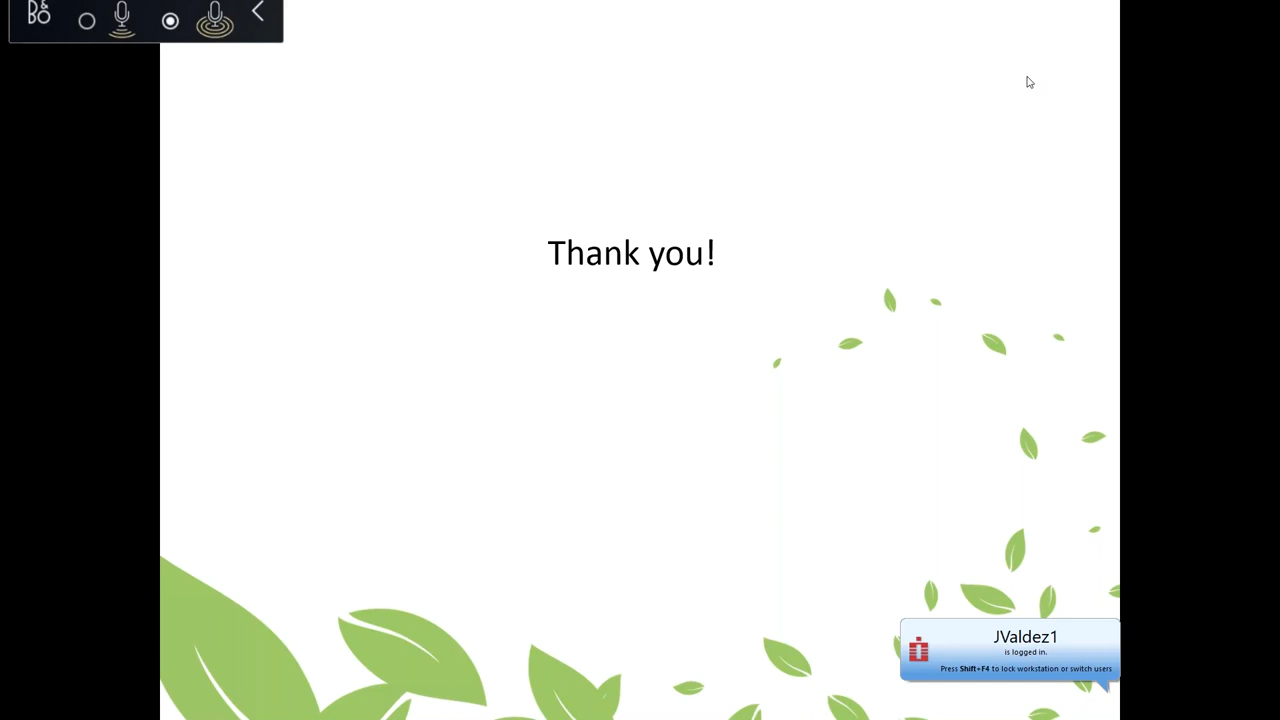 B&O
Thank you!
JValdez1
is logged in.
Press Shift+F4 to lock workstation or switch users